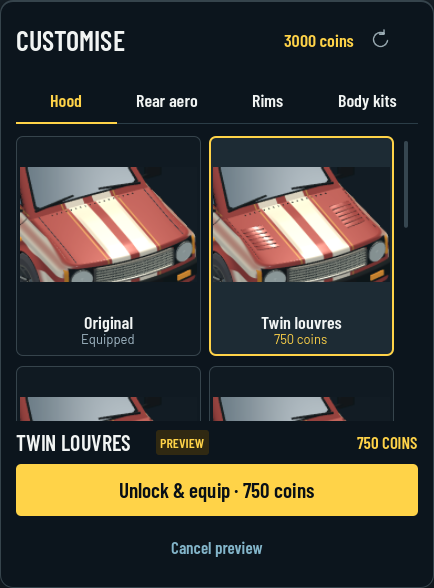 CUSTOMISE
3000 coins
Hood
Rear aero
Rims
Body kits
Original
Equipped
Twin louvres
750 coins
TWIN LOUVRES
PREVIEW
750 COINS
Unlock & equip · 750 coins
Cancel preview